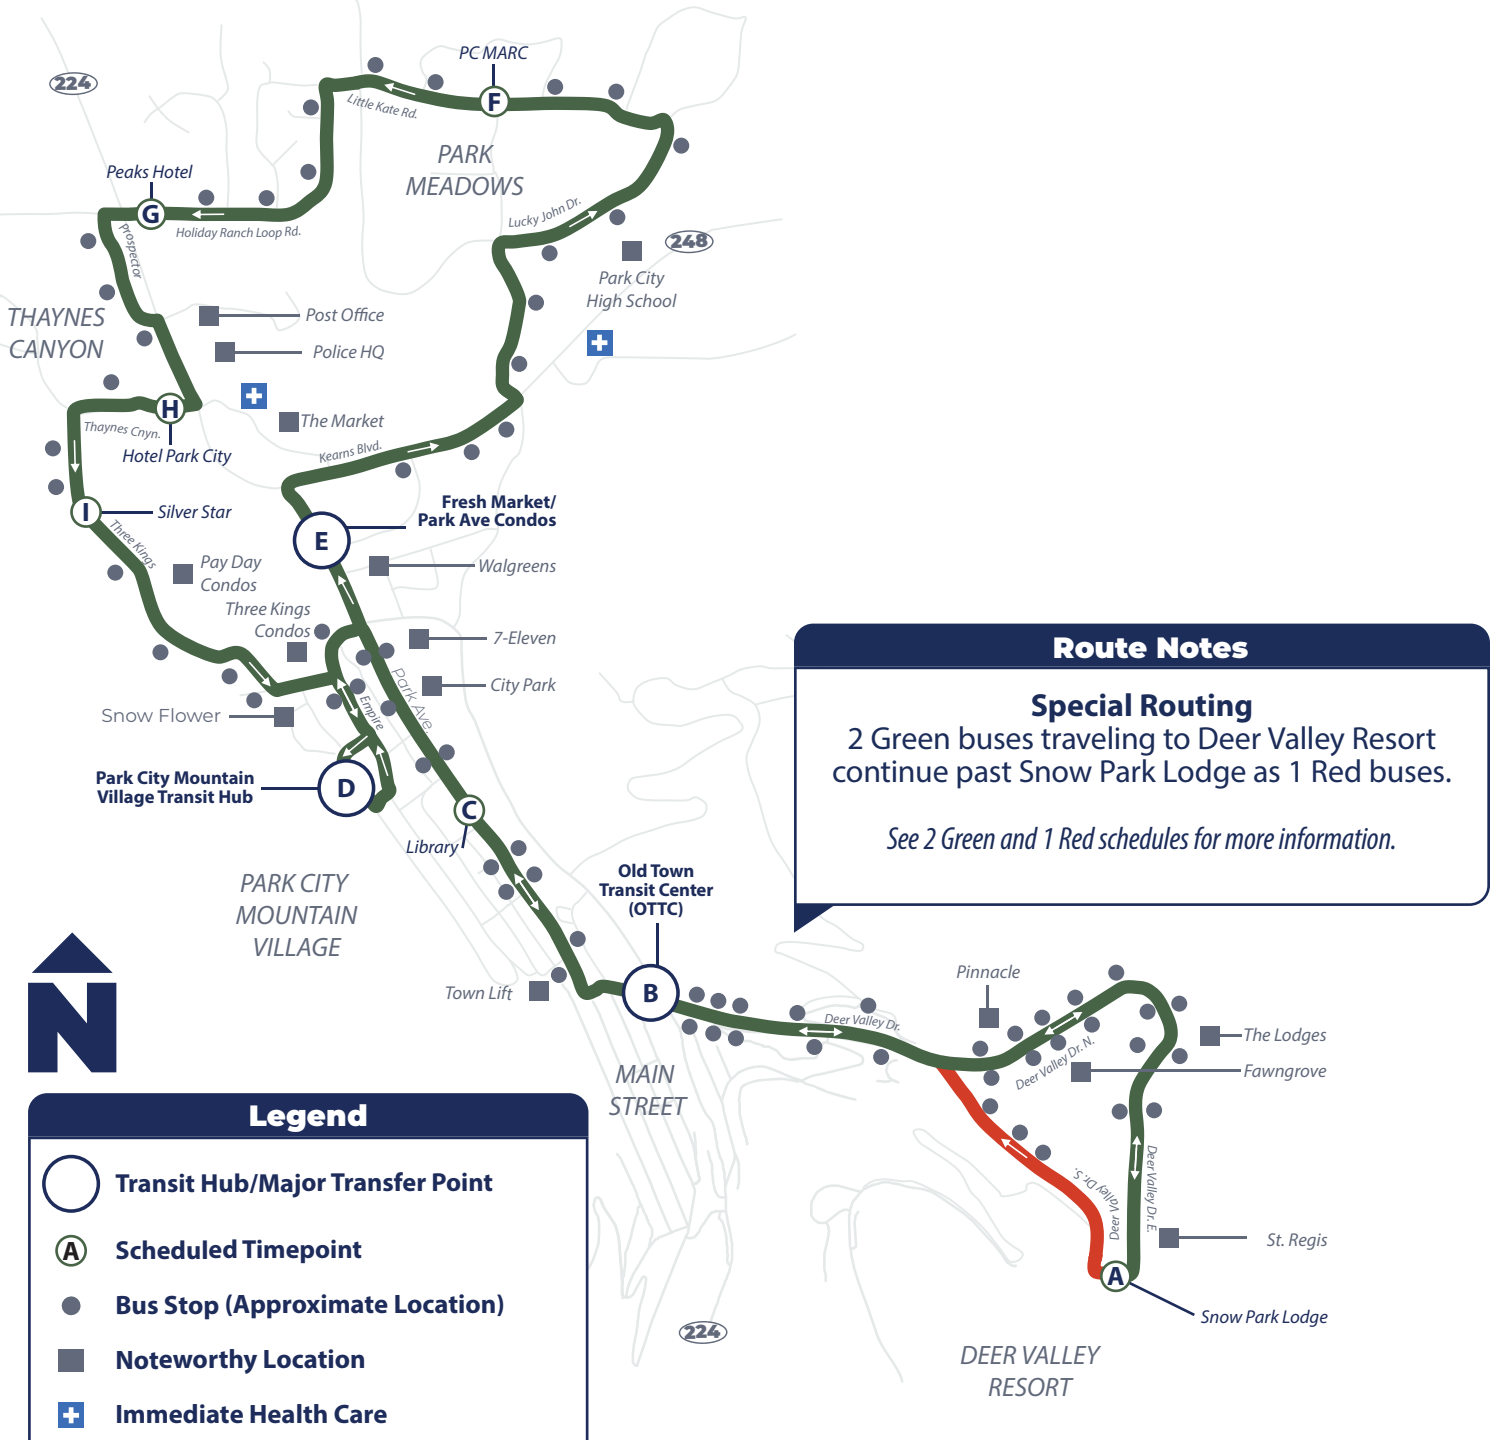 PC MARC
224
F
Little Kate Rd.
PARK
MEADOWS
Peaks Hotel
G
Holiday Ranch Loop Rd.
Prospector
Lucky John Dr.
248
Park City
High School
THAYNES
CANYON
Post Office
Police HQ
The Market
H
Thaynes Cnyn.
Hotel Park City
Kearns Blvd.
I
Silver Star
Three Kings
Fresh Market/
Park Ave Condos
E
Walgreens
Pay Day
Condos
Three Kings
Condos
7-Eleven
City Park
Park Ave.
Empire
Snow Flower
Park City Mountain
Village Transit Hub
D
C
Library
PARK CITY
MOUNTAIN
VILLAGE
Old Town
Transit Center
(OTTC)
B
Town Lift
MAIN
STREET
Route Notes
Special Routing
2 Green buses traveling to Deer Valley Resort
continue past Snow Park Lodge as 1 Red buses.
See 2 Green and 1 Red schedules for more information.
Deer Valley Dr.
Pinnacle
Deer Valley Dr. N.
The Lodges
Fawngrove
Deer Valley Dr. S.
Deer Valley Dr. E.
St. Regis
A
Snow Park Lodge
224
DEER VALLEY
RESORT
N
Legend
Transit Hub/Major Transfer Point
A
Scheduled Timepoint
Bus Stop (Approximate Location)
Noteworthy Location
Immediate Health Care